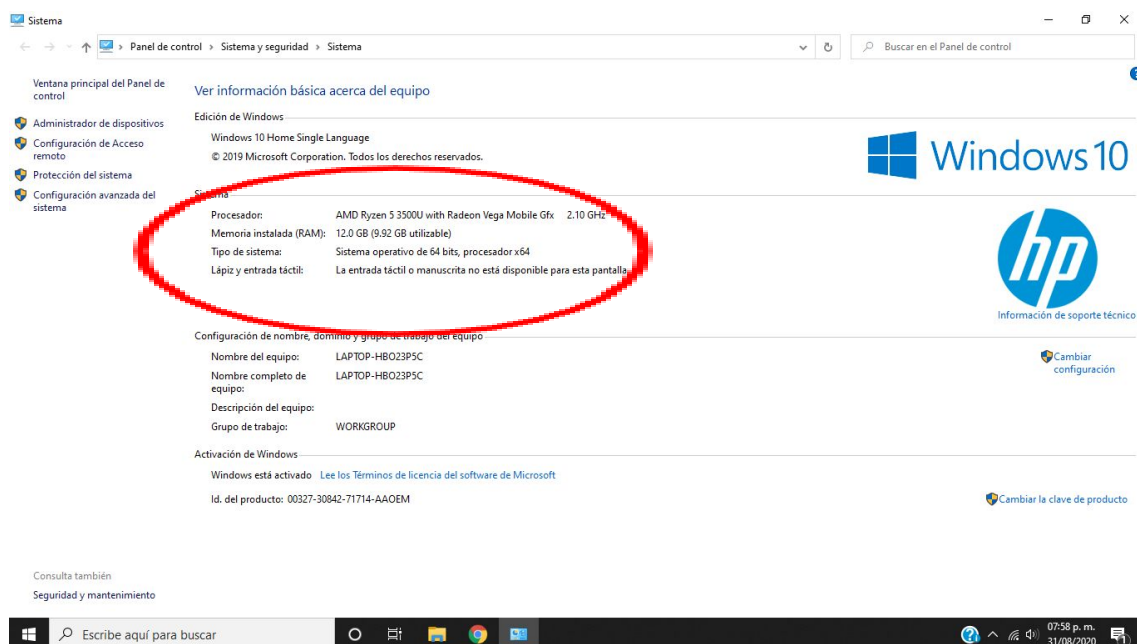 Sistema
Panel de control > Sistema y seguridad > Sistema
Buscar en el Panel de control
Ventana principal del Panel de control
Administrador de dispositivos
Configuración de Acceso remoto
Protección del sistema
Configuración avanzada del sistema
Ver información básica acerca del equipo
Edición de Windows
Windows 10 Home Single Language
© 2019 Microsoft Corporation. Todos los derechos reservados.
Windows 10
Sistema
Procesador: AMD Ryzen 5 3500U with Radeon Vega Mobile Gfx 2.10 GHz
Memoria instalada (RAM): 12.0 GB (9.92 GB utilizable)
Tipo de sistema: Sistema operativo de 64 bits, procesador x64
Lápiz y entrada táctil: La entrada táctil o manuscrita no está disponible para esta pantalla
hp
Información de soporte técnico
Configuración de nombre, dominio y grupo de trabajo del equipo
Nombre del equipo: LAPTOP-HBO23P5C
Cambiar configuración
Nombre completo de equipo: LAPTOP-HBO23P5C
Descripción del equipo:
Grupo de trabajo: WORKGROUP
Activación de Windows
Windows está activado Lee los Términos de licencia del software de Microsoft
Id. del producto: 00327-30842-71714-AAOEM
Cambiar la clave de producto
Consulta también
Seguridad y mantenimiento
Escribe aquí para buscar
07:58 p. m.
31/08/2020